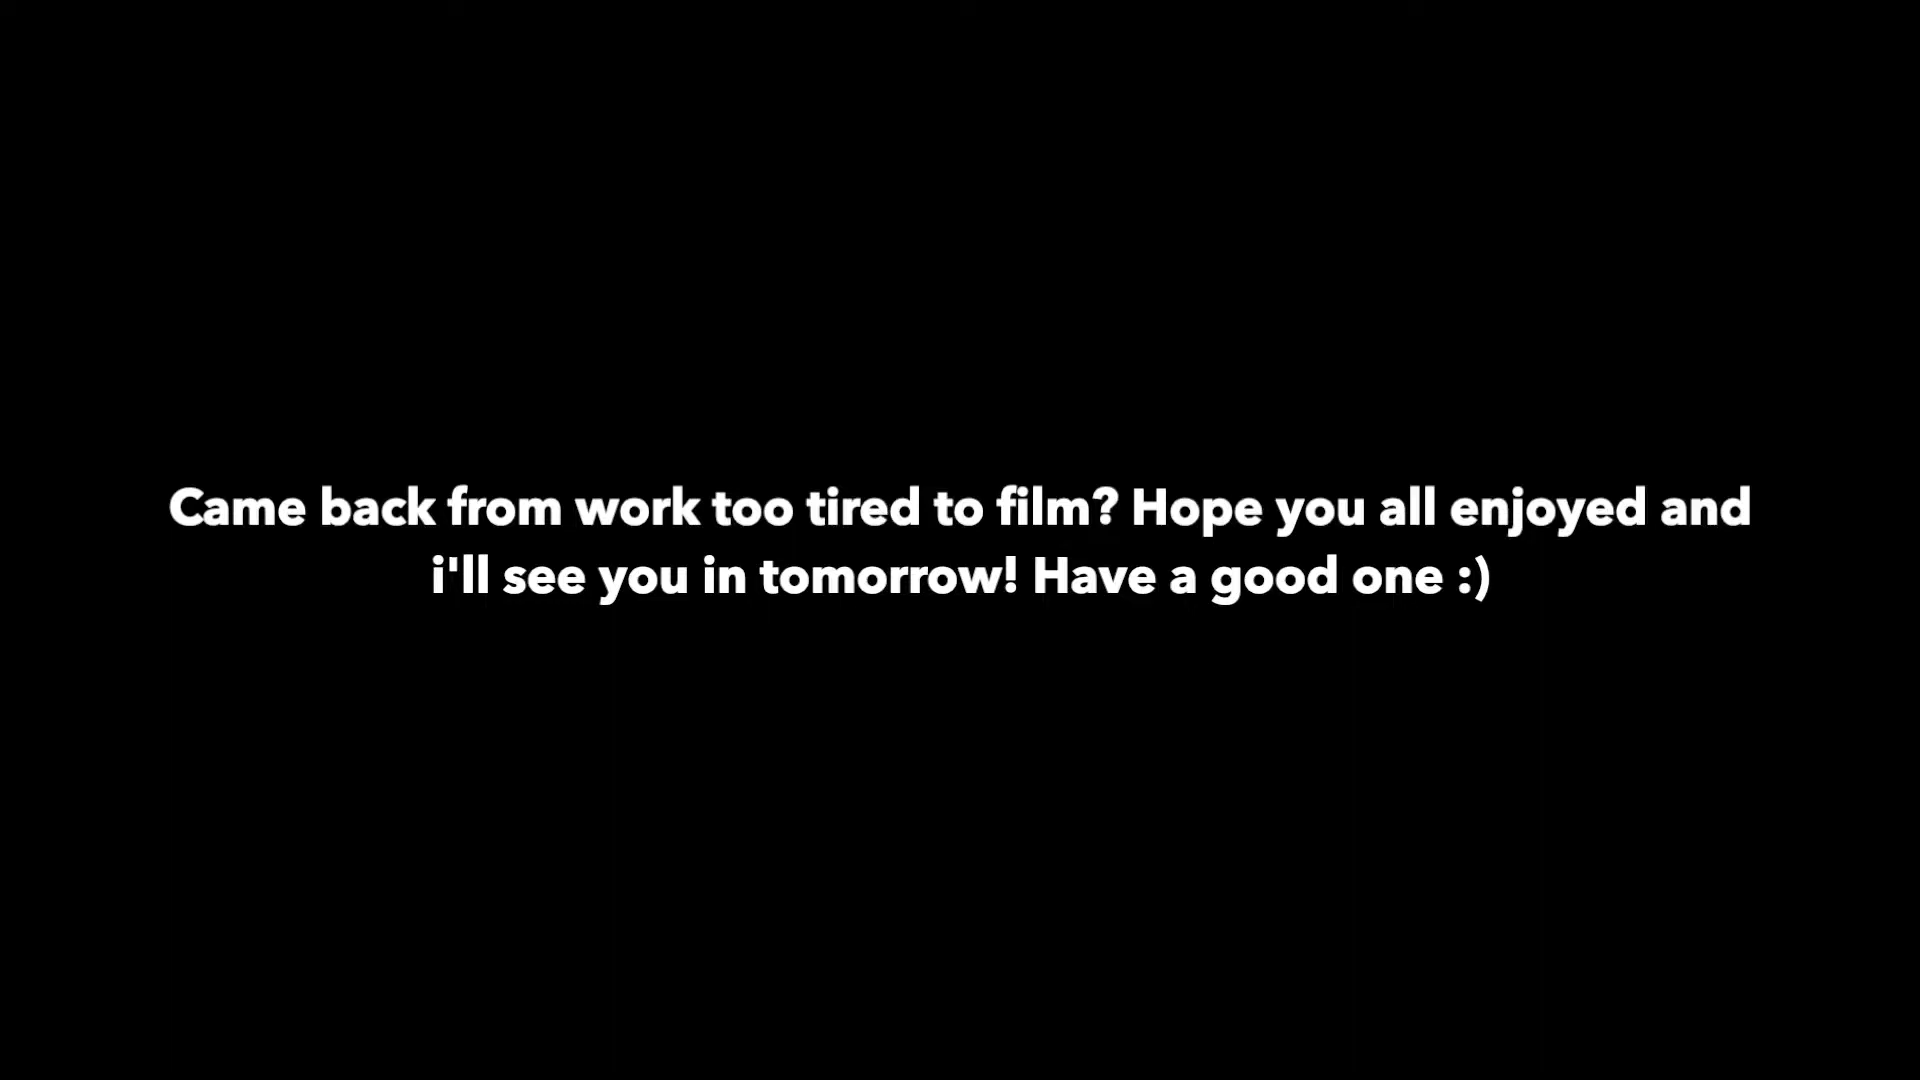 Came back from work too tired to film? Hope you all enjoyed and
i'll see you in tomorrow! Have a good one :)